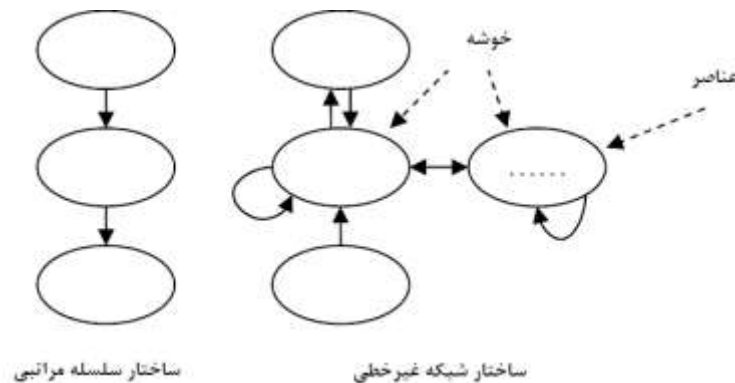 خوشه
عناصر
......
ساختار شبکه غیرخطی
ساختار سلسله مراتبی